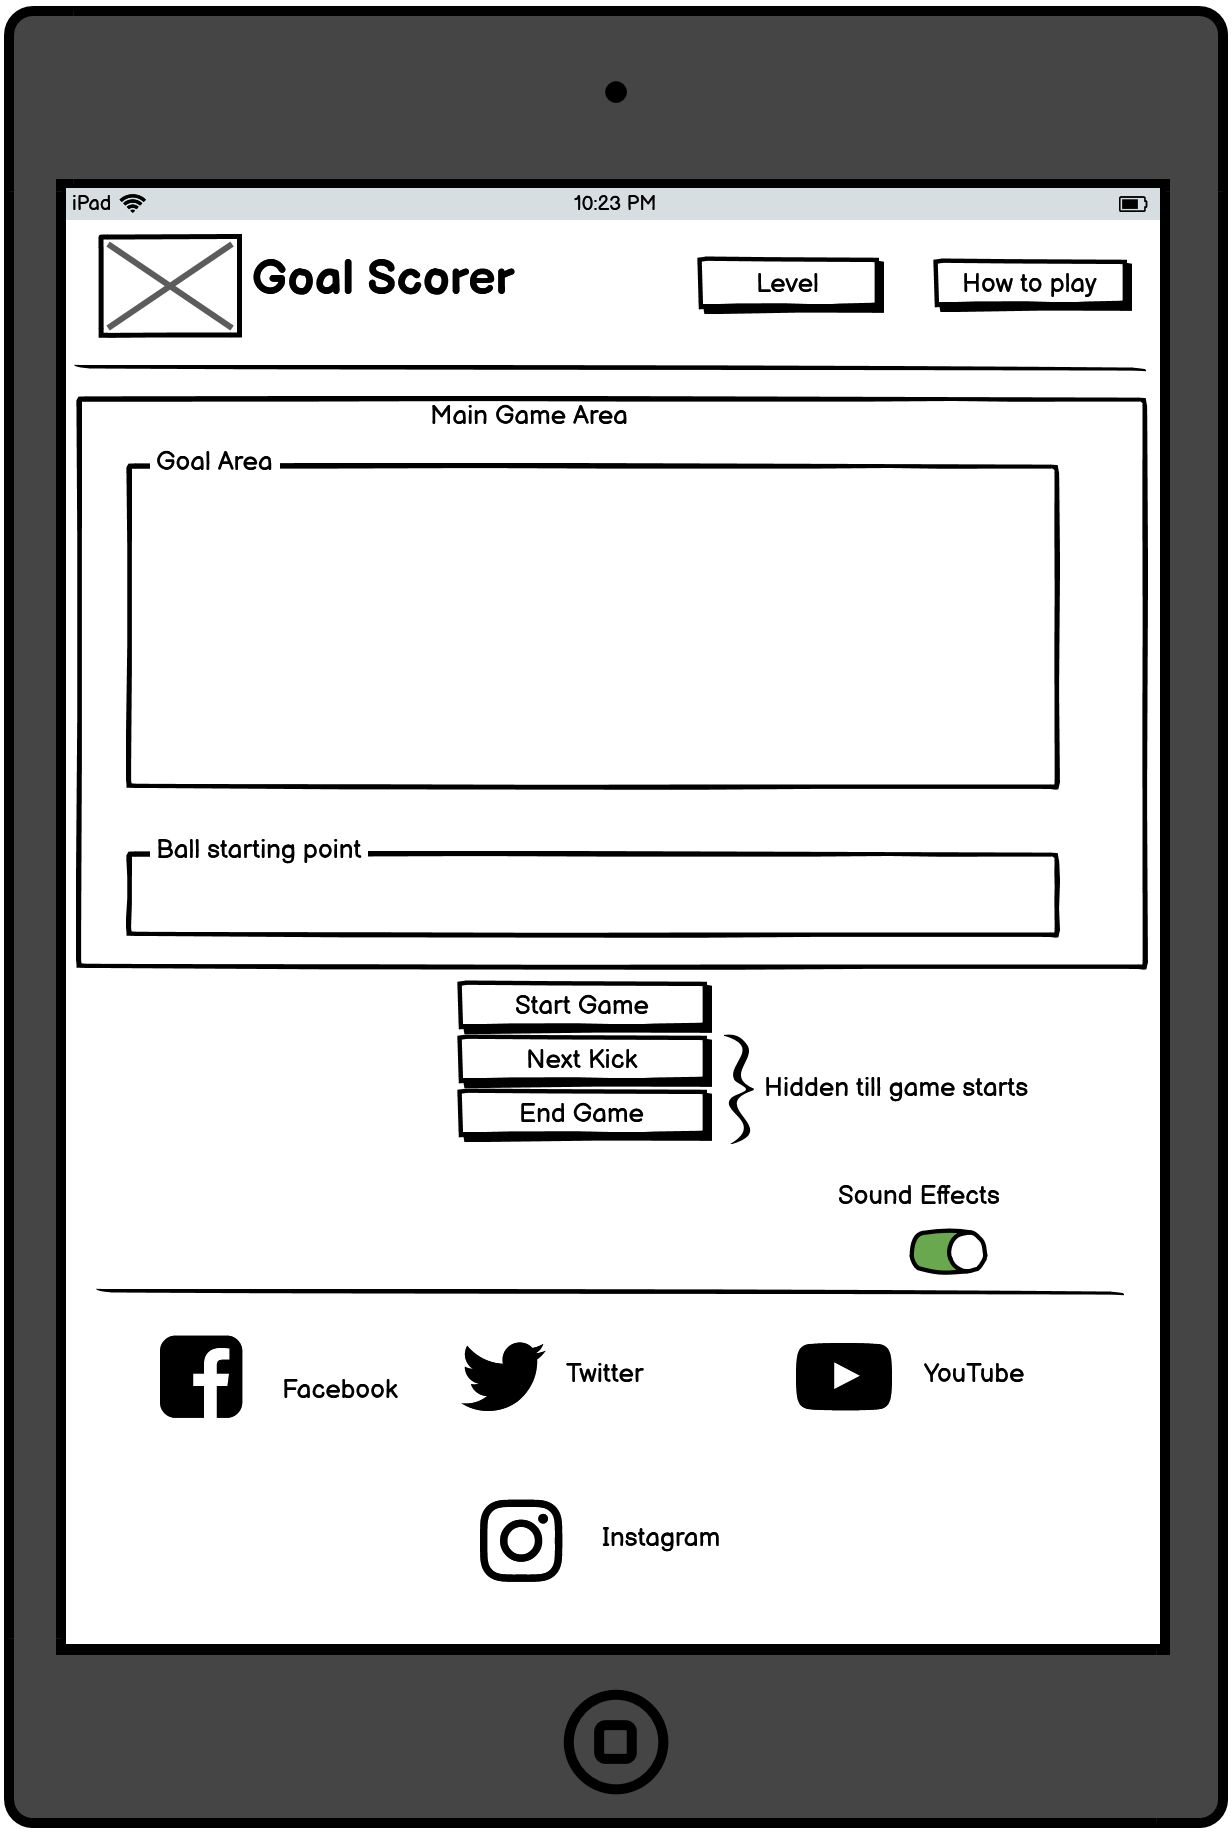 iPad
10:23 PM
Goal Scorer
Level
How to play
Main Game Area
Goal Area
Ball starting point
Start Game
Next Kick
End Game
Hidden till game starts
Sound Effects
Facebook
Twitter
YouTube
Instagram